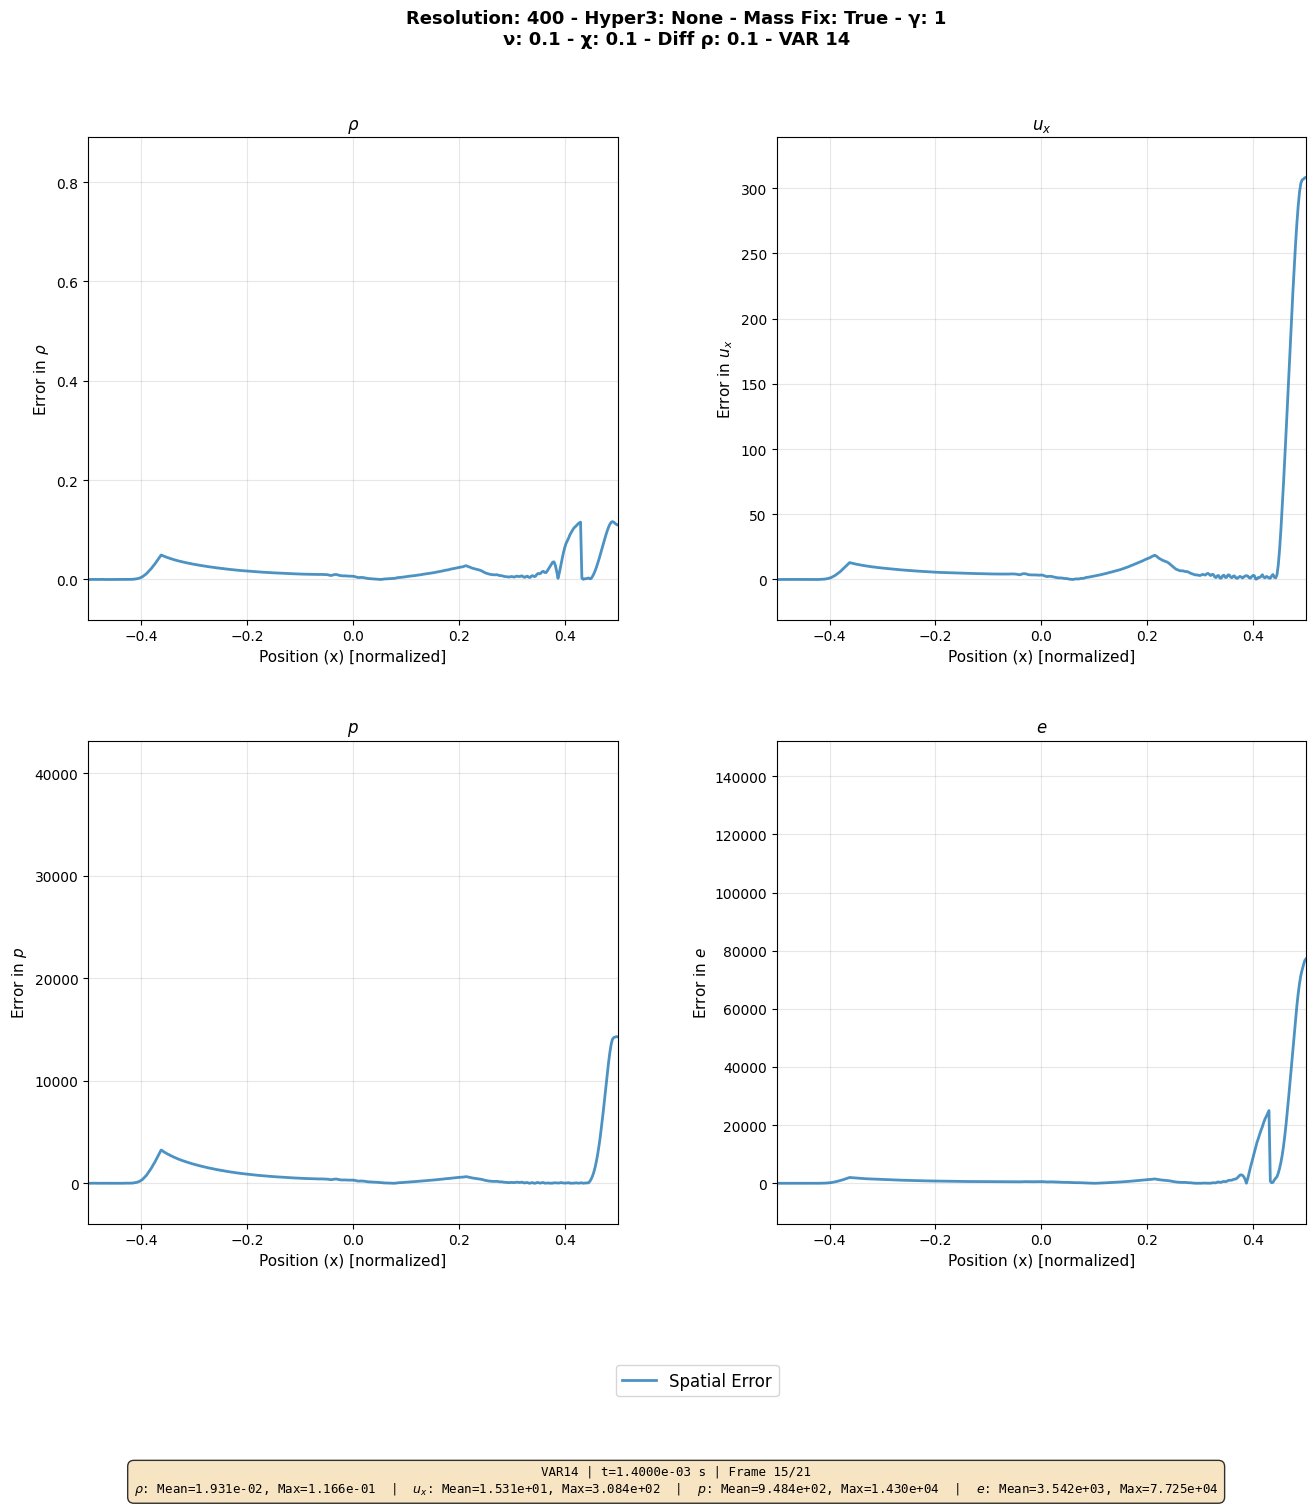 Resolution: 400 - Hyper3: None - Mass Fix: True - γ: 1
ν: 0.1 - χ: 0.1 - Diff ρ: 0.1 - VAR 14
ρ
0.8
0.6
0.4
0.2
0.0
Error in ρ
−0.4 −0.2 0.0 0.2 0.4
Position (x) [normalized]
u_x
300
250
200
150
100
50
0
Error in u_x
−0.4 −0.2 0.0 0.2 0.4
Position (x) [normalized]
p
40000
30000
20000
10000
0
Error in p
−0.4 −0.2 0.0 0.2 0.4
Position (x) [normalized]
e
140000
120000
100000
80000
60000
40000
20000
0
Error in e
−0.4 −0.2 0.0 0.2 0.4
Position (x) [normalized]
Spatial Error
VAR14 | t=1.4000e-03 s | Frame 15/21
ρ: Mean=1.931e-02, Max=1.166e-01 | u_x: Mean=1.531e+01, Max=3.084e+02 | p: Mean=9.484e+02, Max=1.430e+04 | e: Mean=3.542e+03, Max=7.725e+04